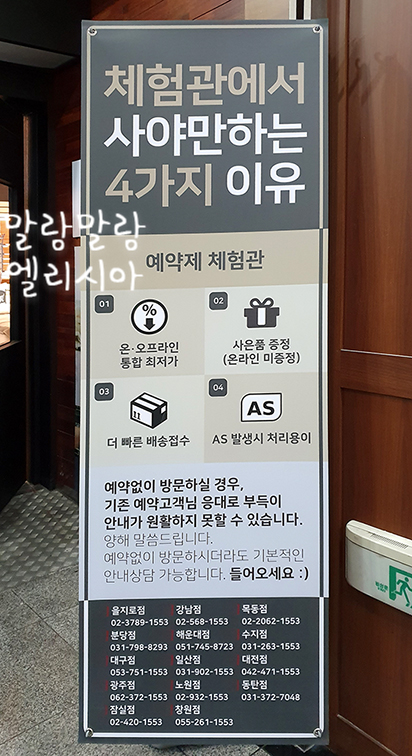 체험관에서
사야만하는
4가지 이유
말랑말랑
엘리시아
예약제 체험관
01
온·오프라인
통합 최저가
02
사은품 증정
(온라인 미증정)
03
더 빠른 배송접수
04
AS
AS 발생시 처리용이
예약없이 방문하실 경우,
기존 예약고객님 응대로 부득이
안내가 원활하지 못할 수 있습니다.
양해 말씀드립니다.
예약없이 방문하시더라도 기본적인
안내상담 가능합니다. 들어오세요 :)
을지로점 강남점 목동점
02-3789-1553 02-568-1553 02-2062-1553
분당점 해운대점 수지점
031-798-8293 051-745-8723 031-263-1553
대구점 일산점 대전점
053-751-1553 031-902-1553 042-471-1553
광주점 노원점 동탄점
062-372-1553 02-932-1553 031-372-7048
잠실점 창원점
02-420-1553 055-261-1553